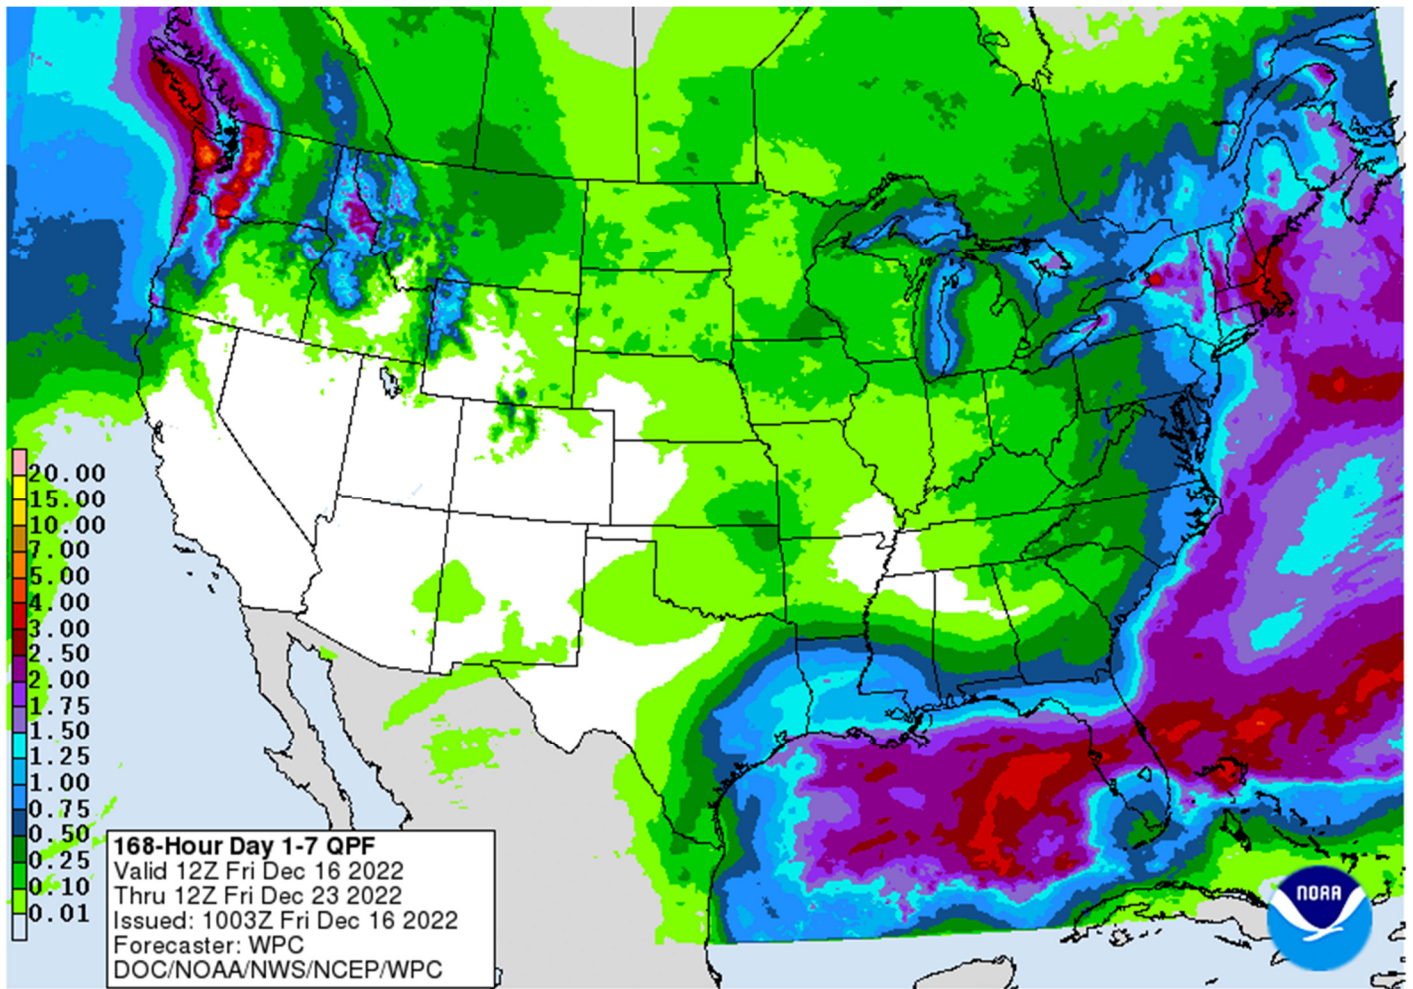 20.00
15.00
10.00
7.00
5.00
4.00
3.00
2.50
2.00
1.75
1.50
1.25
1.00
0.75
0.50
0.25
0.10
0.01
168-Hour Day 1-7 QPF
Valid 12Z Fri Dec 16 2022
Thru 12Z Fri Dec 23 2022
Issued: 1003Z Fri Dec 16 2022
Forecaster: WPC
DOC/NOAA/NWS/NCEP/WPC
NOAA